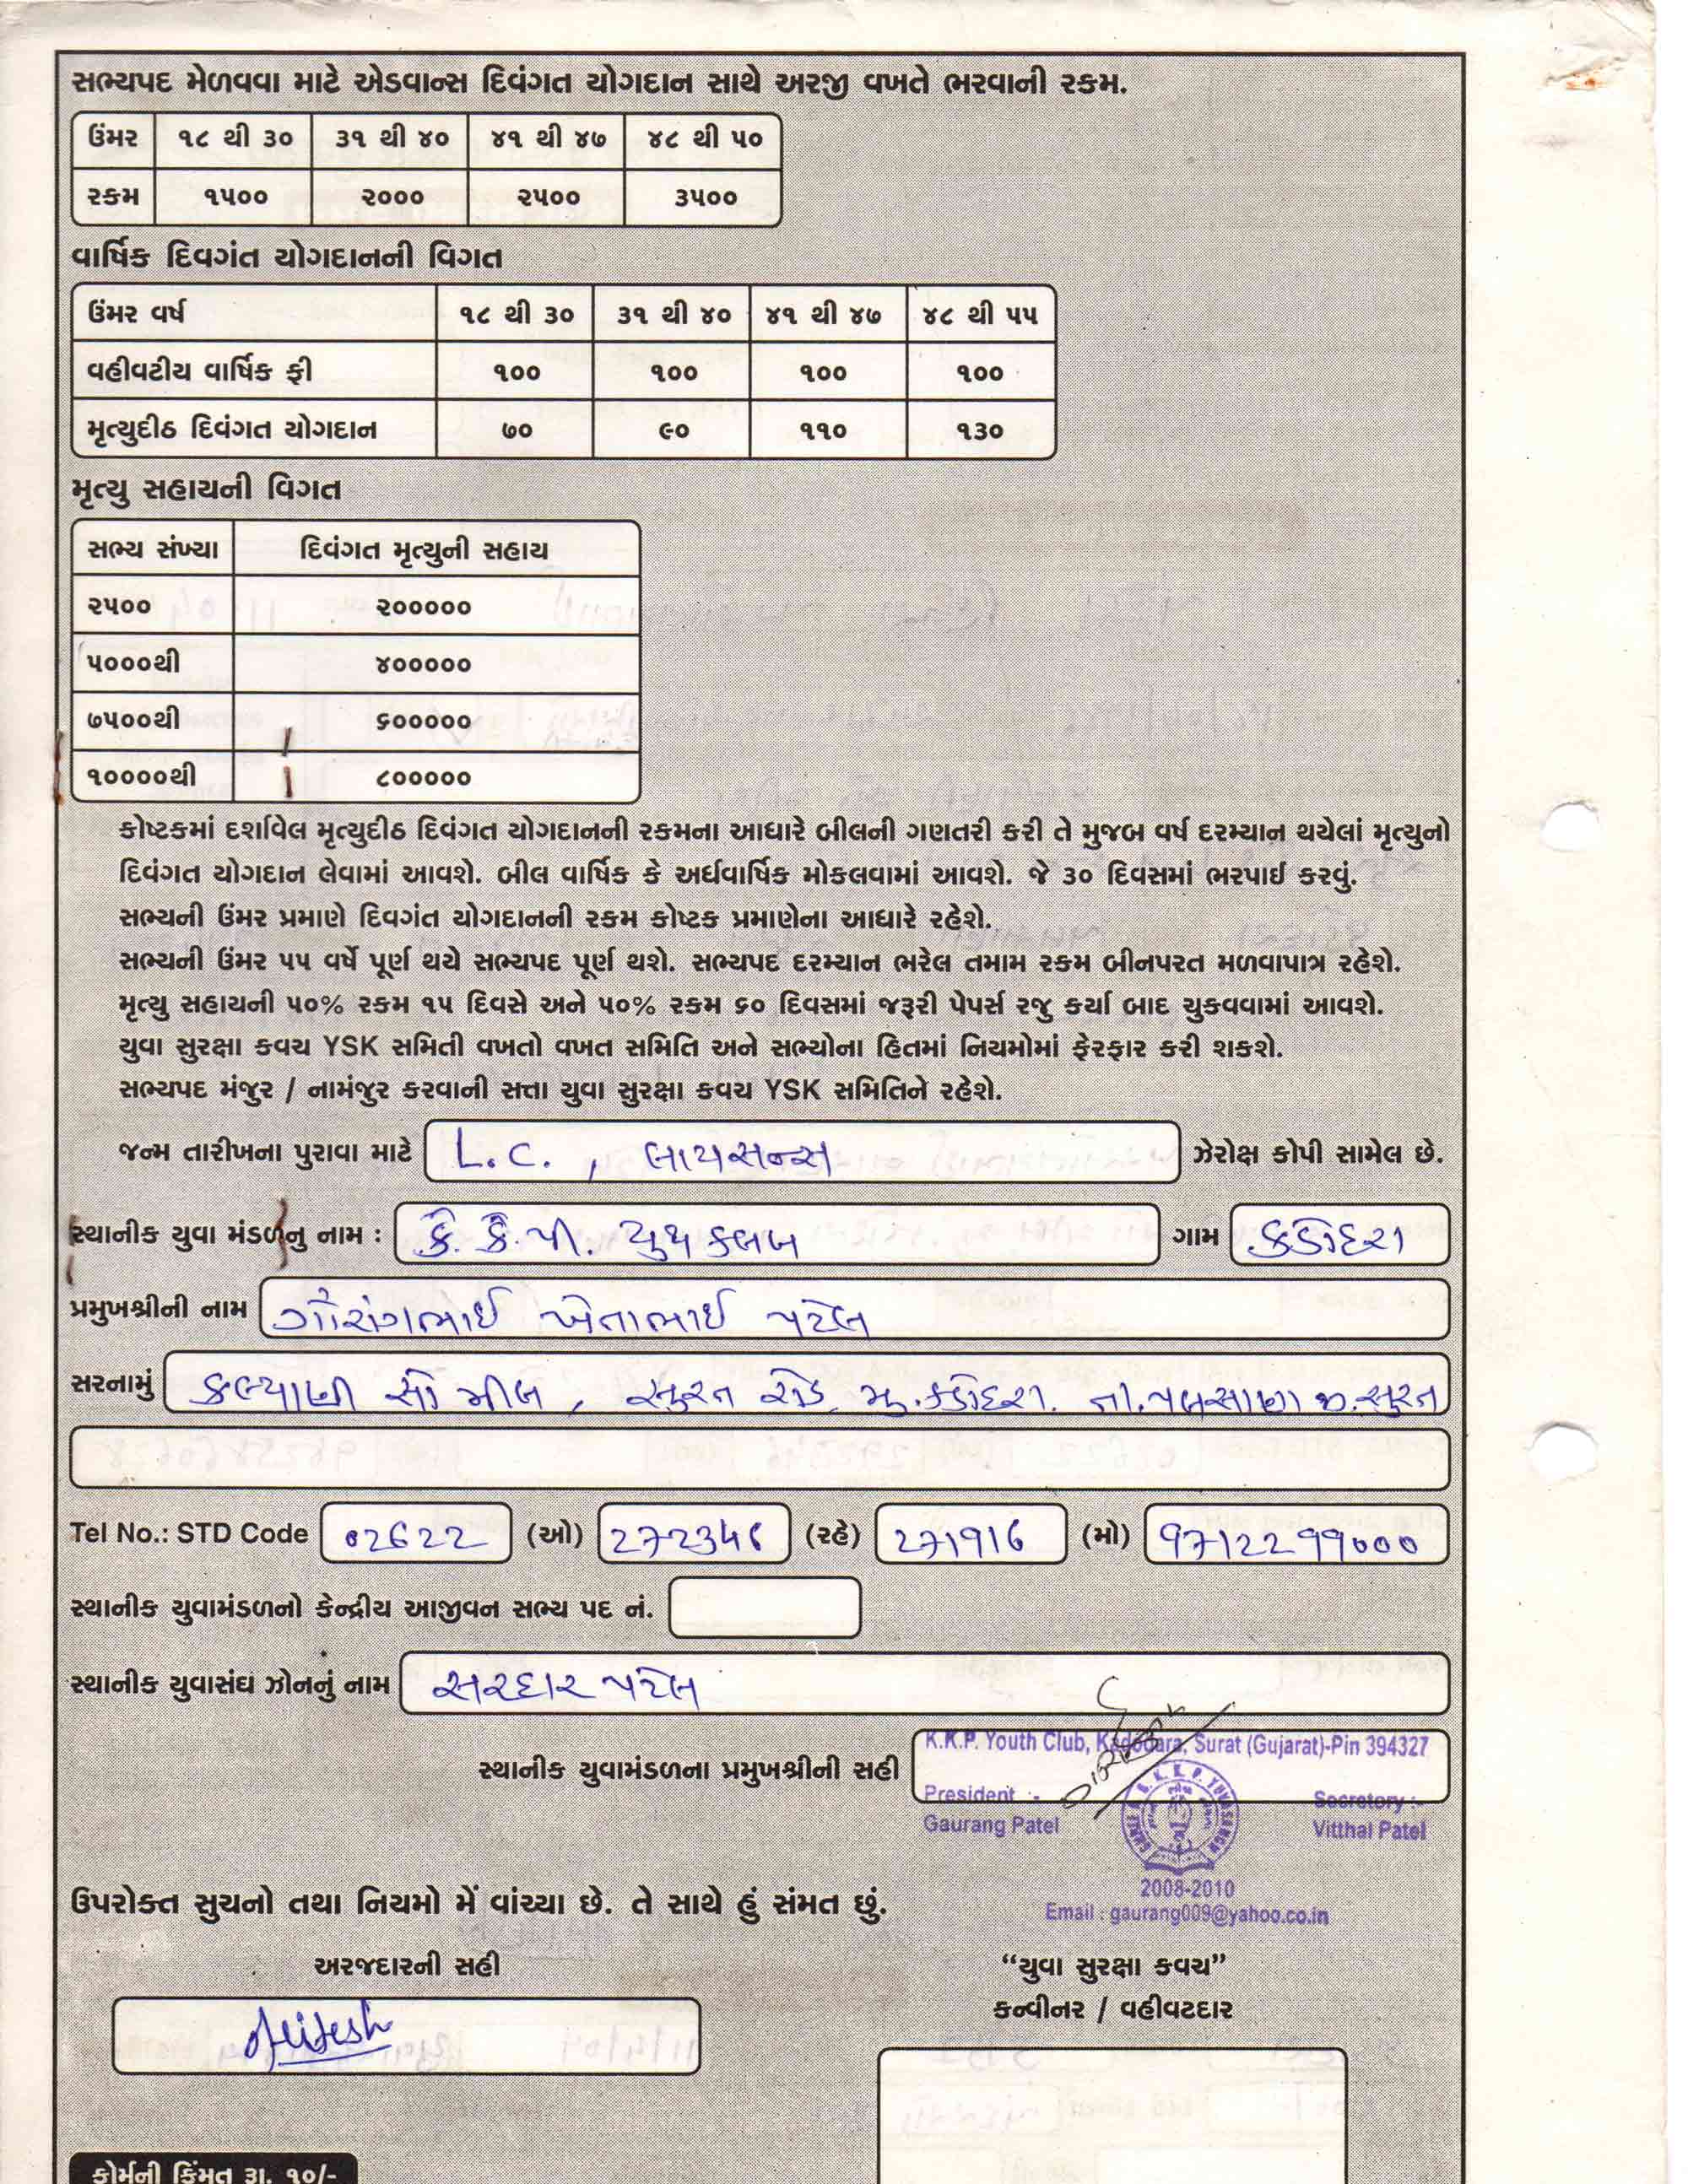 સભ્યપદ મેળવવા માટે એડવાન્સ દિવંગત યોગદાન સાથે અરજી વખતે ભરવાની રકમ.
ઉંમર ૧૮ થી ૩૦ ૩૧ થી ૪૦ ૪૧ થી ૪૭ ૪૮ થી ૫૦
રકમ ૧૫૦૦ ૨૦૦૦ ૨૫૦૦ ૩૫૦૦
વાર્ષિક દિવગંત યોગદાનની વિગત
ઉંમર વર્ષ ૧૮ થી ૩૦ ૩૧ થી ૪૦ ૪૧ થી ૪૭ ૪૮ થી ૫૫
વહીવટીય વાર્ષિક ફી ૧૦૦ ૧૦૦ ૧૦૦ ૧૦૦
મૃત્યુદીઠ દિવંગત યોગદાન ૭૦ ૯૦ ૧૧૦ ૧૩૦
મૃત્યુ સહાયની વિગત
સભ્ય સંખ્યા દિવંગત મૃત્યુની સહાય
૨૫૦૦ ૨૦૦૦૦૦
૫૦૦૦થી ૪૦૦૦૦૦
૭૫૦૦થી ૬૦૦૦૦૦
૧૦૦૦૦થી ૮૦૦૦૦૦
કોષ્ટકમાં દર્શાવેલ મૃત્યુદીઠ દિવંગત યોગદાનની રકમના આધારે બીલની ગણતરી કરી તે મુજબ વર્ષ દરમ્યાન થયેલાં મૃત્યુનો
દિવંગત યોગદાન લેવામાં આવશે. બીલ વાર્ષિક કે અર્ધવાર્ષિક મોકલવામાં આવશે. જે ૩૦ દિવસમાં ભરપાઈ કરવું.
સભ્યની ઉંમર પ્રમાણે દિવગંત યોગદાનની રકમ કોષ્ટક પ્રમાણેના આધારે રહેશે.
સભ્યની ઉંમર ૫૫ વર્ષે પૂર્ણ થયે સભ્યપદ પૂર્ણ થશે. સભ્યપદ દરમ્યાન ભરેલ તમામ રકમ બીનપરત મળવાપાત્ર રહેશે.
મૃત્યુ સહાયની ૫૦% રકમ ૧૫ દિવસે અને ૫૦% રકમ ૬૦ દિવસમાં જરૂરી પેપર્સ રજુ કર્યા બાદ ચુકવવામાં આવશે.
યુવા સુરક્ષા કવચ YSK સમિતી વખતો વખત સમિતિ અને સભ્યોના હિતમાં નિયમોમાં ફેરફાર કરી શકશે.
સભ્યપદ મંજુર / નામંજુર કરવાની સત્તા યુવા સુરક્ષા કવચ YSK સમિતિને રહેશે.
જન્મ તારીખના પુરાવા માટે L.C. , લાયસન્સ ઝેરોક્ષ કોપી સામેલ છે.
સ્થાનીક યુવા મંડળનુ નામ : કે. કે. પી. યુથ કલબ ગામ કડોદરા
પ્રમુખશ્રીની નામ ગૌરાંગભાઈ ખેતાભાઈ પટેલ
સરનામું કલ્યાણી સો મીલ , સુરત રોડ, મુ.કડોદરા. તા.પલસાણા જી.સુરત
Tel No.: STD Code 02622 (ઓ) 272346 (રહે) 271916 (મો) 9712299000
સ્થાનીક યુવામંડળનો કેન્દ્રીય આજીવન સભ્ય પદ નં.
સ્થાનીક યુવાસંઘ ઝોનનું નામ સરદાર પટેલ
સ્થાનીક યુવામંડળના પ્રમુખશ્રીની સહી
K.K.P. Youth Club, Kadodara, Surat (Gujarat)-Pin 394327
President :- Secretory :-
Gaurang Patel Vitthal Patel
2008-2010
Email : gaurang009@yahoo.co.in
ઉપરોક્ત સુચનો તથા નિયમો મેં વાંચ્યા છે. તે સાથે હું સંમત છું.
અરજદારની સહી “યુવા સુરક્ષા કવચ”
કન્વીનર / વહીવટદાર
ફોર્મની કિંમત રૂા. ૧૦/-